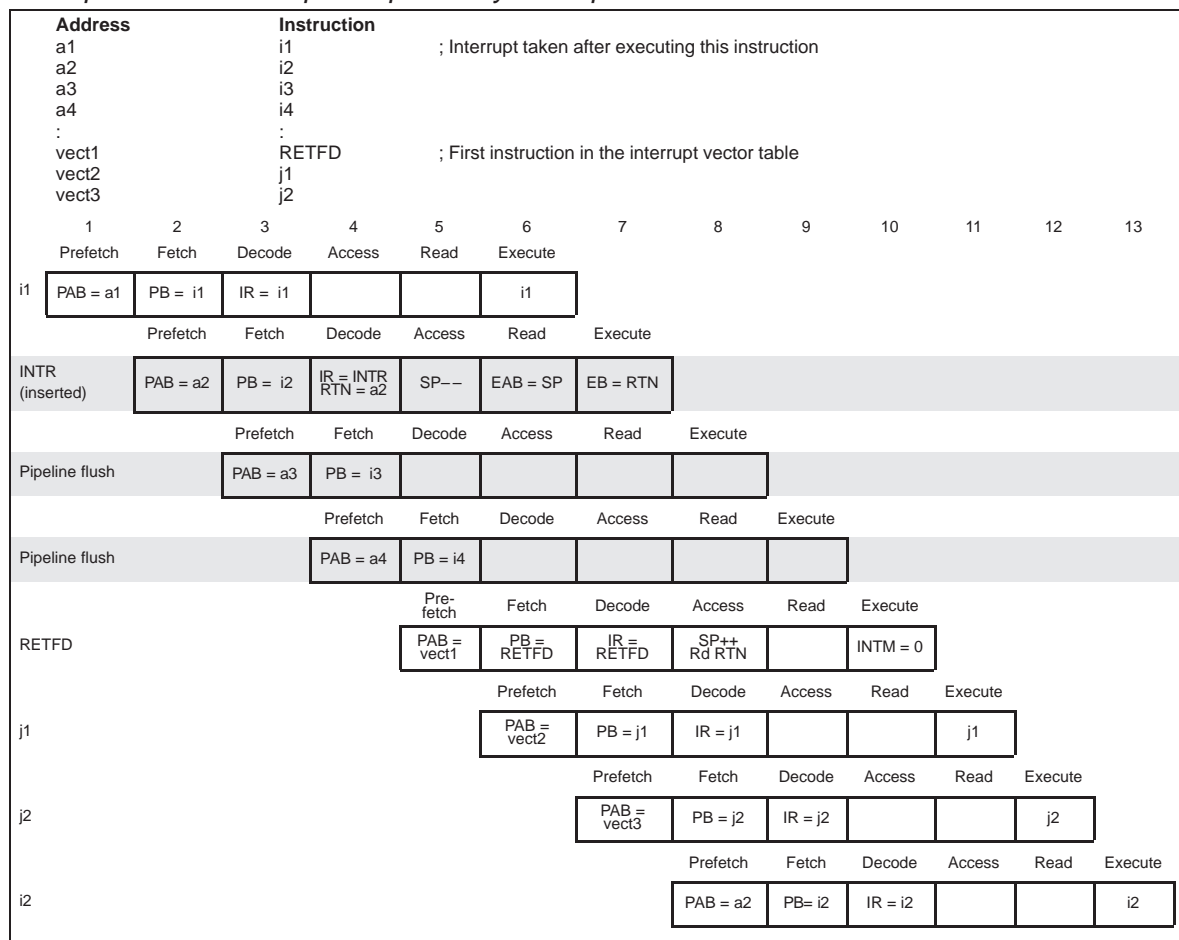 Address Instruction
a1 i1 ; Interrupt taken after executing this instruction
a2 i2
a3 i3
a4 i4
: :
vect1 RETFD ; First instruction in the interrupt vector table
vect2 j1
vect3 j2
1 2 3 4 5 6 7 8 9 10 11 12 13
Prefetch Fetch Decode Access Read Execute
i1 PAB = a1 PB = i1 IR = i1 i1
Prefetch Fetch Decode Access Read Execute
INTR (inserted) PAB = a2 PB = i2 IR = INTR RTN = a2 SP–– EAB = SP EB = RTN
Prefetch Fetch Decode Access Read Execute
Pipeline flush PAB = a3 PB = i3
Prefetch Fetch Decode Access Read Execute
Pipeline flush PAB = a4 PB = i4
Pre-fetch Fetch Decode Access Read Execute
RETFD PAB = vect1 PB = RETFD IR = RETFD SP++ Rd RTN INTM = 0
Prefetch Fetch Decode Access Read Execute
j1 PAB = vect2 PB = j1 IR = j1 j1
Prefetch Fetch Decode Access Read Execute
j2 PAB = vect3 PB = j2 IR = j2 j2
Prefetch Fetch Decode Access Read Execute
i2 PAB = a2 PB= i2 IR = i2 i2